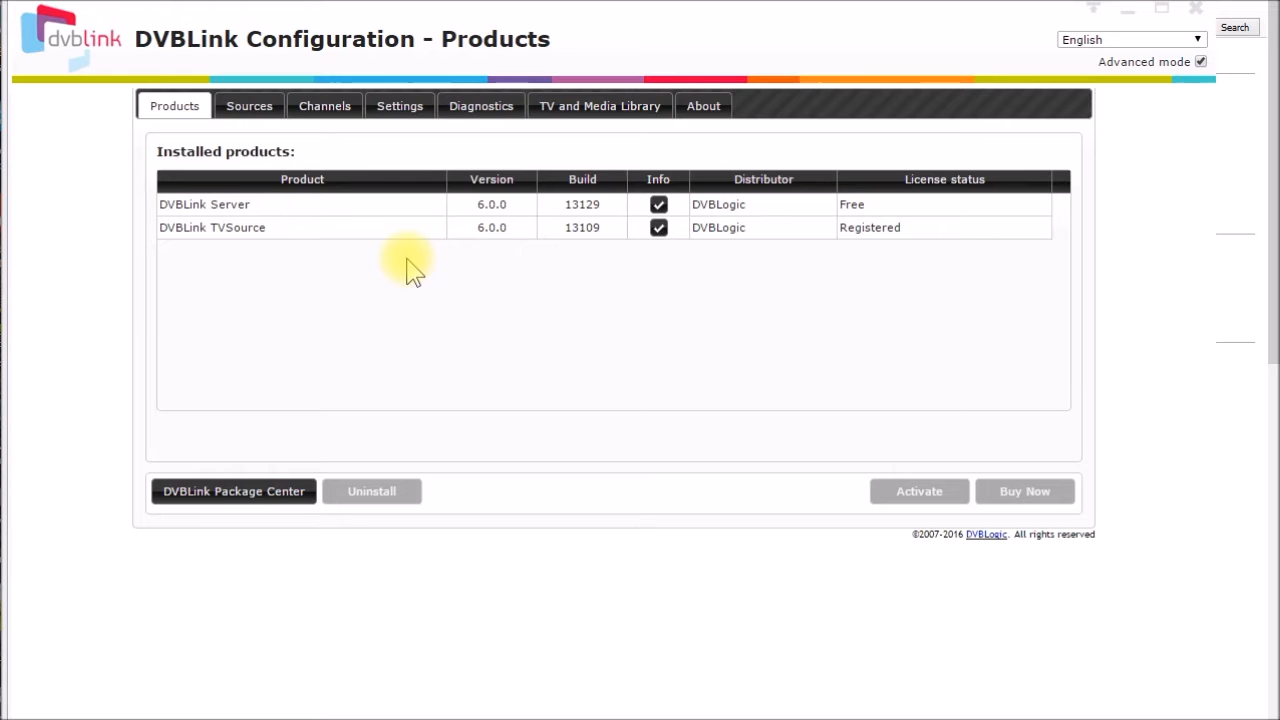 dvblink
DVBLink Configuration - Products
English
Search
Advanced mode
Products Sources Channels Settings Diagnostics TV and Media Library About
Installed products:
Product Version Build Info Distributor License status
DVBLink Server 6.0.0 13129 DVBLogic Free
DVBLink TVSource 6.0.0 13109 DVBLogic Registered
DVBLink Package Center Uninstall Activate Buy Now
©2007-2016 DVBLogic. All rights reserved